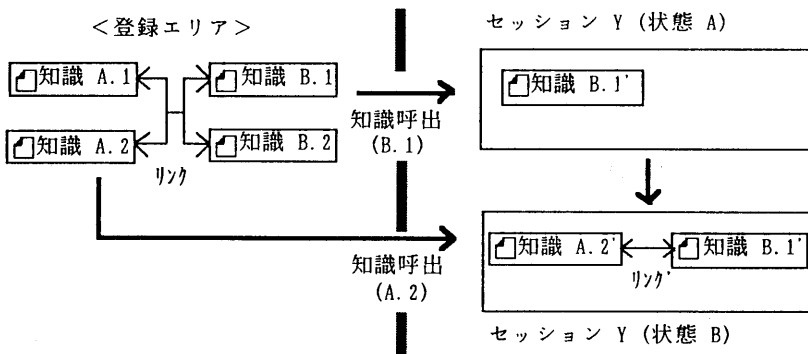 <登録エリア>
知識 A.1
知識 B.1
知識 A.2
知識 B.2
リンク
知識呼出
(B.1)
知識呼出
(A.2)
セッション Y (状態 A)
知識 B.1'
知識 A.2'
知識 B.1'
リンク'
セッション Y (状態 B)